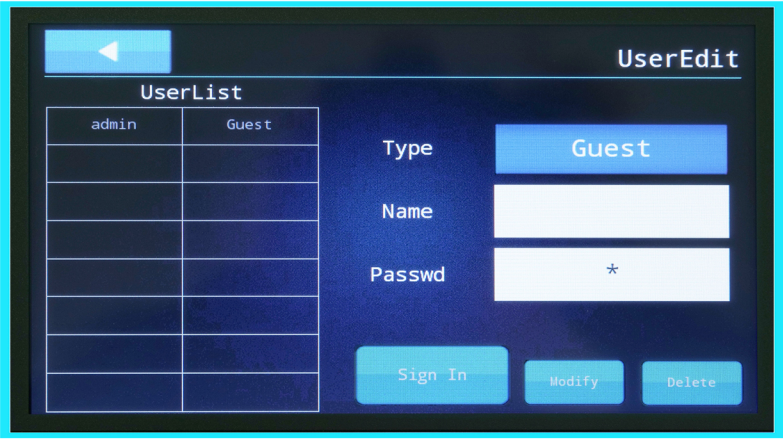 UserEdit
UserList
admin Guest
Type Guest
Name
Passwd *
Sign In Modify Delete